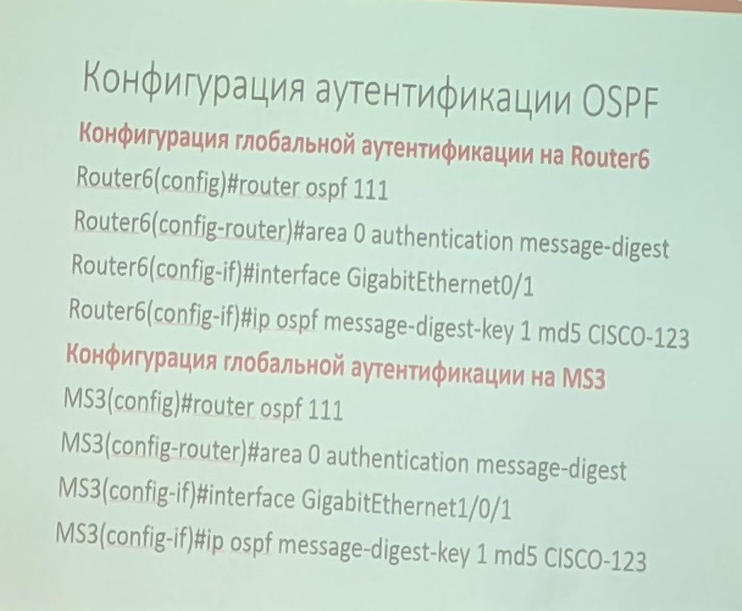 Конфигурация аутентификации OSPF
Конфигурация глобальной аутентификации на Router6
Router6(config)#router ospf 111
Router6(config-router)#area 0 authentication message-digest
Router6(config-if)#interface GigabitEthernet0/1
Router6(config-if)#ip ospf message-digest-key 1 md5 CISCO-123
Конфигурация глобальной аутентификации на MS3
MS3(config)#router ospf 111
MS3(config-router)#area 0 authentication message-digest
MS3(config-if)#interface GigabitEthernet1/0/1
MS3(config-if)#ip ospf message-digest-key 1 md5 CISCO-123